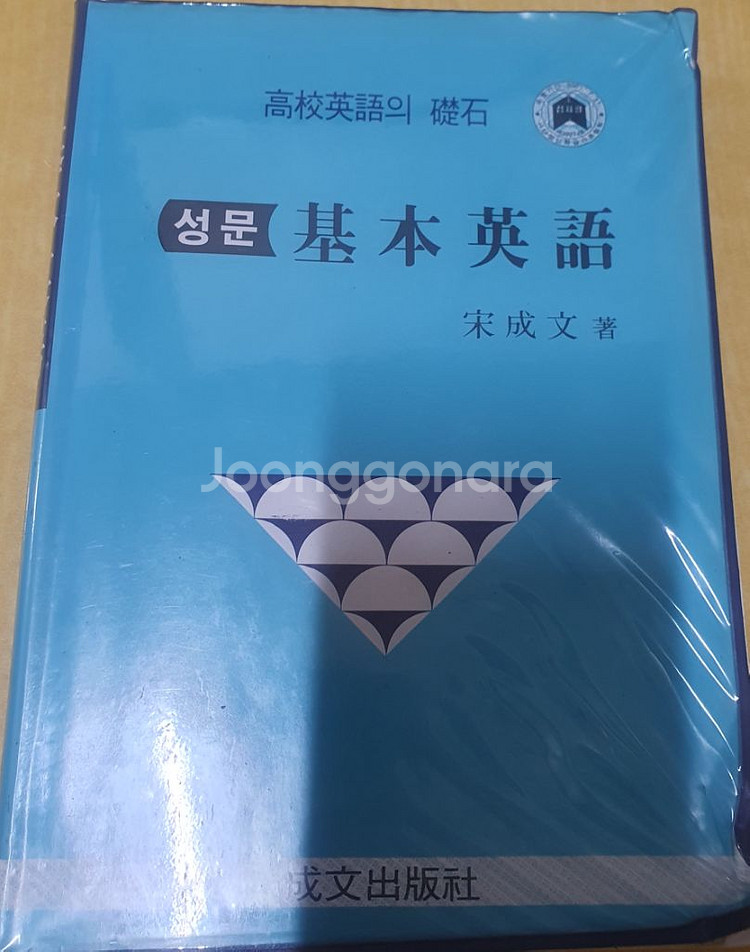 高校英語의 礎石
성문 基本英語
宋成文 著
Joonggonara
成文出版社